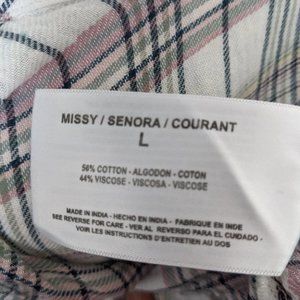 MISSY / SENORA / COURANT
L
56% COTTON - ALGODON - COTON
44% VISCOSE - VISCOSA - VISCOSE
MADE IN INDIA - HECHO EN INDIA - FABRIQUE EN INDE
SEE REVERSE FOR CARE - VER AL REVERSO PARA EL CUIDADO -
VOIR LES INSTRUCTIONS D'ENTRETIEN AU DOS